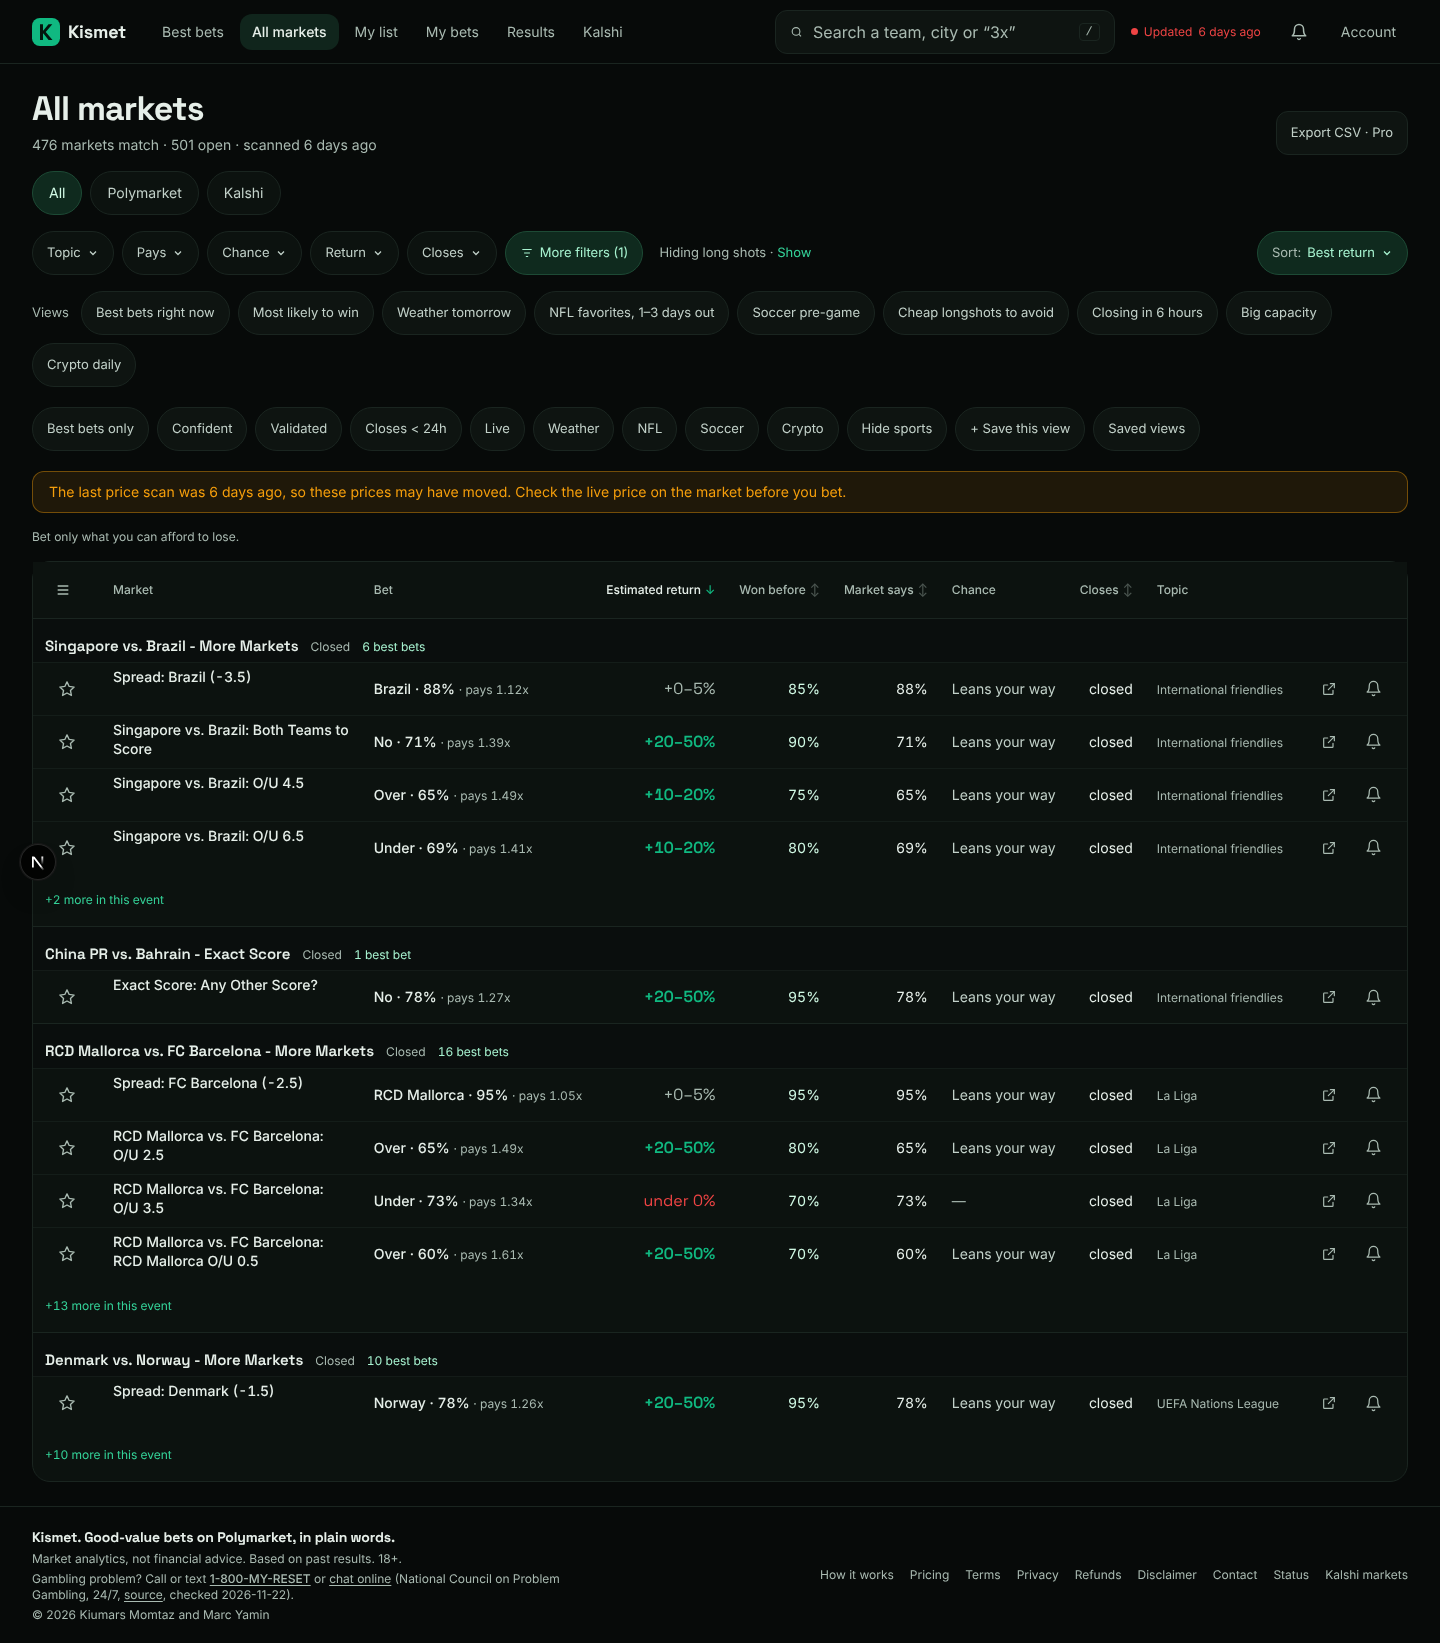 K Kismet Best bets All markets My list My bets Results Kalshi Search a team, city or “3x” / Updated 6 days ago Account
All markets
476 markets match · 501 open · scanned 6 days ago
Export CSV · Pro
All Polymarket Kalshi
Topic Pays Chance Return Closes More filters (1) Hiding long shots · Show Sort: Best return
Views Best bets right now Most likely to win Weather tomorrow NFL favorites, 1–3 days out Soccer pre-game Cheap longshots to avoid Closing in 6 hours Big capacity
Crypto daily
Best bets only Confident Validated Closes < 24h Live Weather NFL Soccer Crypto Hide sports + Save this view Saved views
The last price scan was 6 days ago, so these prices may have moved. Check the live price on the market before you bet.
Bet only what you can afford to lose.
Market Bet Estimated return ↓ Won before Market says Chance Closes Topic
Singapore vs. Brazil - More Markets Closed 6 best bets
Spread: Brazil (-3.5) Brazil · 88% · pays 1.12x +0–5% 85% 88% Leans your way closed International friendlies
Singapore vs. Brazil: Both Teams to
Score No · 71% · pays 1.39x +20–50% 90% 71% Leans your way closed International friendlies
Singapore vs. Brazil: O/U 4.5 Over · 65% · pays 1.49x +10–20% 75% 65% Leans your way closed International friendlies
Singapore vs. Brazil: O/U 6.5 Under · 69% · pays 1.41x +10–20% 80% 69% Leans your way closed International friendlies
N
+2 more in this event
China PR vs. Bahrain - Exact Score Closed 1 best bet
Exact Score: Any Other Score? No · 78% · pays 1.27x +20–50% 95% 78% Leans your way closed International friendlies
RCD Mallorca vs. FC Barcelona - More Markets Closed 16 best bets
Spread: FC Barcelona (-2.5) RCD Mallorca · 95% · pays 1.05x +0–5% 95% 95% Leans your way closed La Liga
RCD Mallorca vs. FC Barcelona:
O/U 2.5 Over · 65% · pays 1.49x +20–50% 80% 65% Leans your way closed La Liga
RCD Mallorca vs. FC Barcelona:
O/U 3.5 Under · 73% · pays 1.34x under 0% 70% 73% — closed La Liga
RCD Mallorca vs. FC Barcelona:
RCD Mallorca O/U 0.5 Over · 60% · pays 1.61x +20–50% 70% 60% Leans your way closed La Liga
+13 more in this event
Denmark vs. Norway - More Markets Closed 10 best bets
Spread: Denmark (-1.5) Norway · 78% · pays 1.26x +20–50% 95% 78% Leans your way closed UEFA Nations League
+10 more in this event
Kismet. Good-value bets on Polymarket, in plain words.
Market analytics, not financial advice. Based on past results. 18+.
Gambling problem? Call or text 1-800-MY-RESET or chat online (National Council on Problem
Gambling, 24/7, source, checked 2026-11-22).
© 2026 Kiumars Momtaz and Marc Yamin
How it works Pricing Terms Privacy Refunds Disclaimer Contact Status Kalshi markets